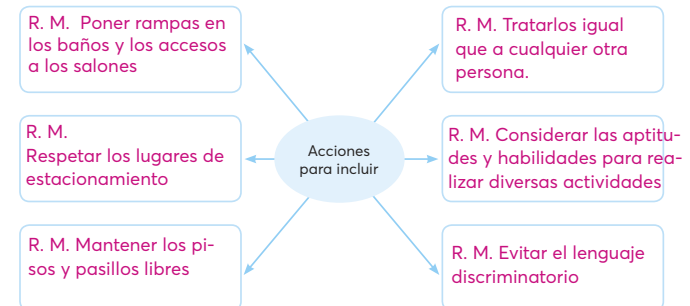 R. M. Poner rampas en
los baños y los accesos
a los salones
R. M. Tratarlos igual
que a cualquier otra
persona.
R. M.
Respetar los lugares de
estacionamiento
Acciones
para incluir
R. M. Considerar las aptitu-
des y habilidades para rea-
lizar diversas actividades
R. M. Mantener los pi-
sos y pasillos libres
R. M. Evitar el lenguaje
discriminatorio